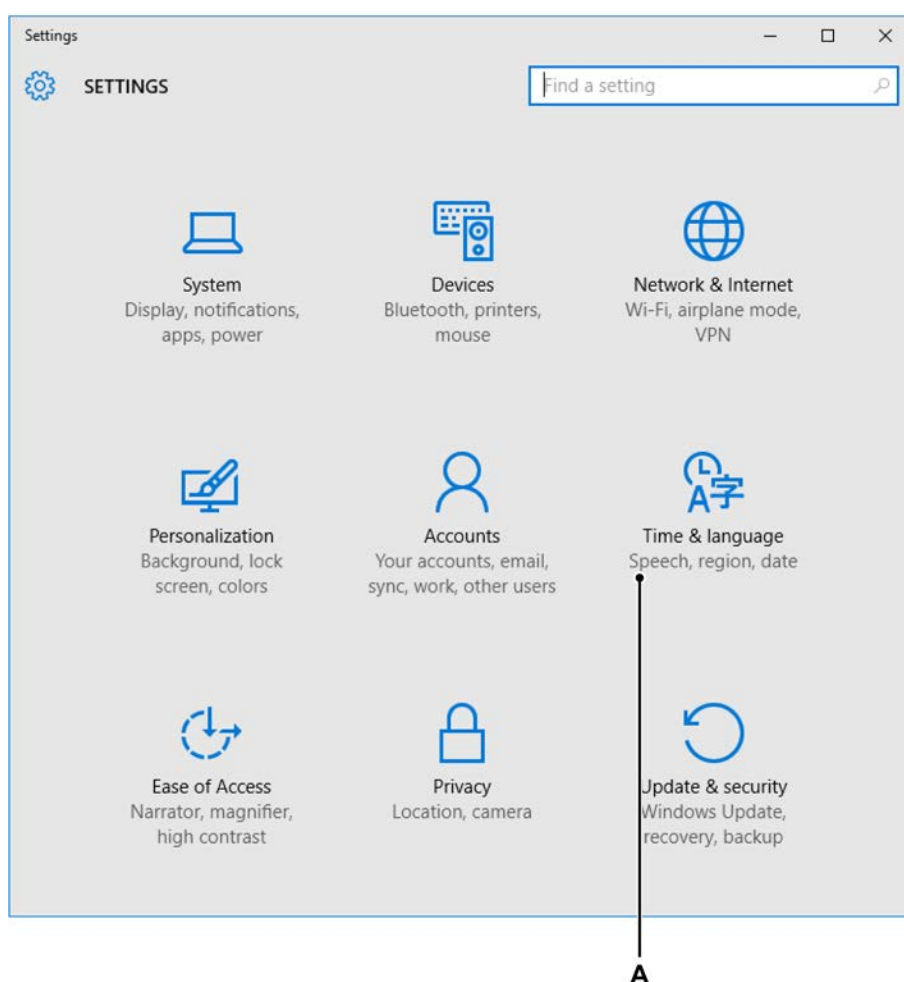 Settings
SETTINGS
Find a setting
System
Display, notifications,
apps, power
Devices
Bluetooth, printers,
mouse
Network & Internet
Wi-Fi, airplane mode,
VPN
Personalization
Background, lock
screen, colors
Accounts
Your accounts, email,
sync, work, other users
A字
Time & language
Speech, region, date
Ease of Access
Narrator, magnifier,
high contrast
Privacy
Location, camera
Update & security
Windows Update,
recovery, backup
A